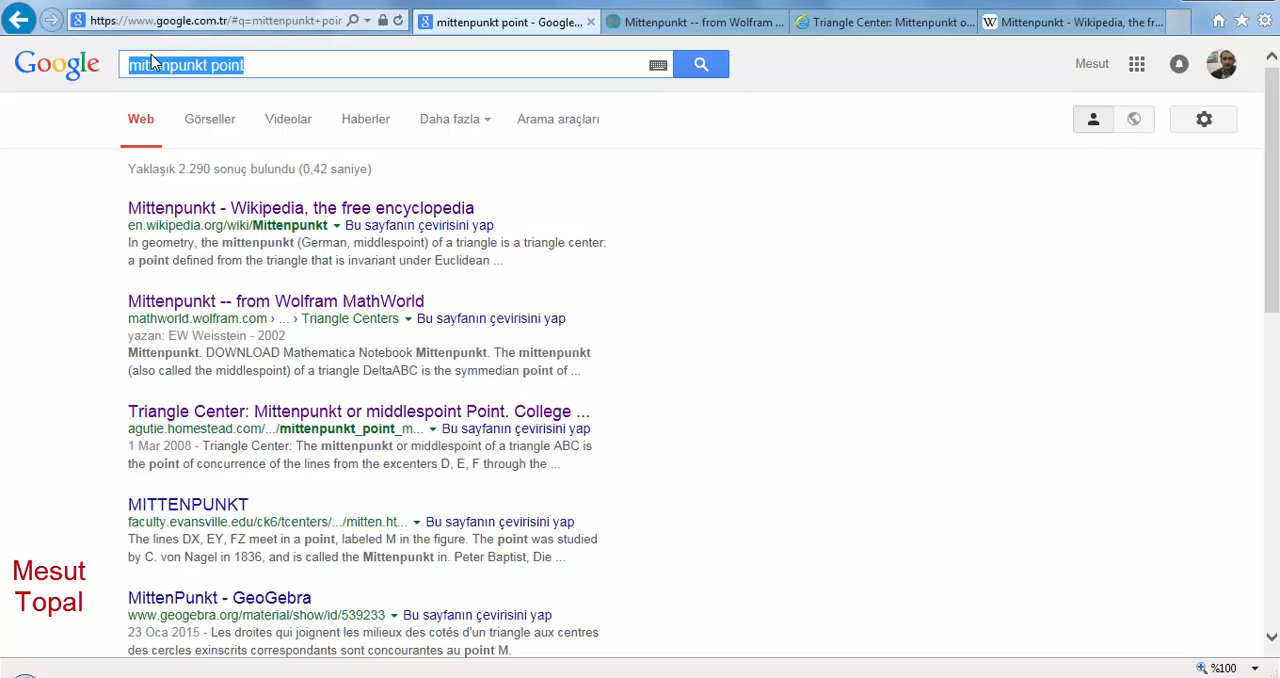 https://www.google.com.tr/#q=mittenpunkt+poir
mittenpunkt point - Google...
Mittenpunkt -- from Wolfram ...
Triangle Center: Mittenpunkt o...
Mittenpunkt - Wikipedia, the fr...
Google
mittenpunkt point
Mesut
Web
Görseller
Videolar
Haberler
Daha fazla
Arama araçları
Yaklaşık 2.290 sonuç bulundu (0,42 saniye)
Mittenpunkt - Wikipedia, the free encyclopedia
en.wikipedia.org/wiki/Mittenpunkt Bu sayfanın çevirisini yap
In geometry, the mittenpunkt (German, middlespoint) of a triangle is a triangle center:
a point defined from the triangle that is invariant under Euclidean ...
Mittenpunkt -- from Wolfram MathWorld
mathworld.wolfram.com › ... › Triangle Centers Bu sayfanın çevirisini yap
yazan: EW Weisstein - 2002
Mittenpunkt. DOWNLOAD Mathematica Notebook Mittenpunkt. The mittenpunkt
(also called the middlespoint) of a triangle DeltaABC is the symmedian point of ...
Triangle Center: Mittenpunkt or middlespoint Point. College ...
agutie.homestead.com/.../mittenpunkt_point_m... Bu sayfanın çevirisini yap
1 Mar 2008 - Triangle Center: The mittenpunkt or middlespoint of a triangle ABC is
the point of concurrence of the lines from the excenters D, E, F through the ...
MITTENPUNKT
faculty.evansville.edu/ck6/tcenters/.../mitten.ht... Bu sayfanın çevirisini yap
The lines DX, EY, FZ meet in a point, labeled M in the figure. The point was studied
by C. von Nagel in 1836, and is called the Mittenpunkt in. Peter Baptist, Die ...
Mesut
Topal
MittenPunkt - GeoGebra
www.geogebra.org/material/show/id/539233 Bu sayfanın çevirisini yap
23 Oca 2015 - Les droites qui joignent les milieux des cotés d'un triangle aux centres
des cercles exinscrits correspondants sont concourantes au point M.
%100